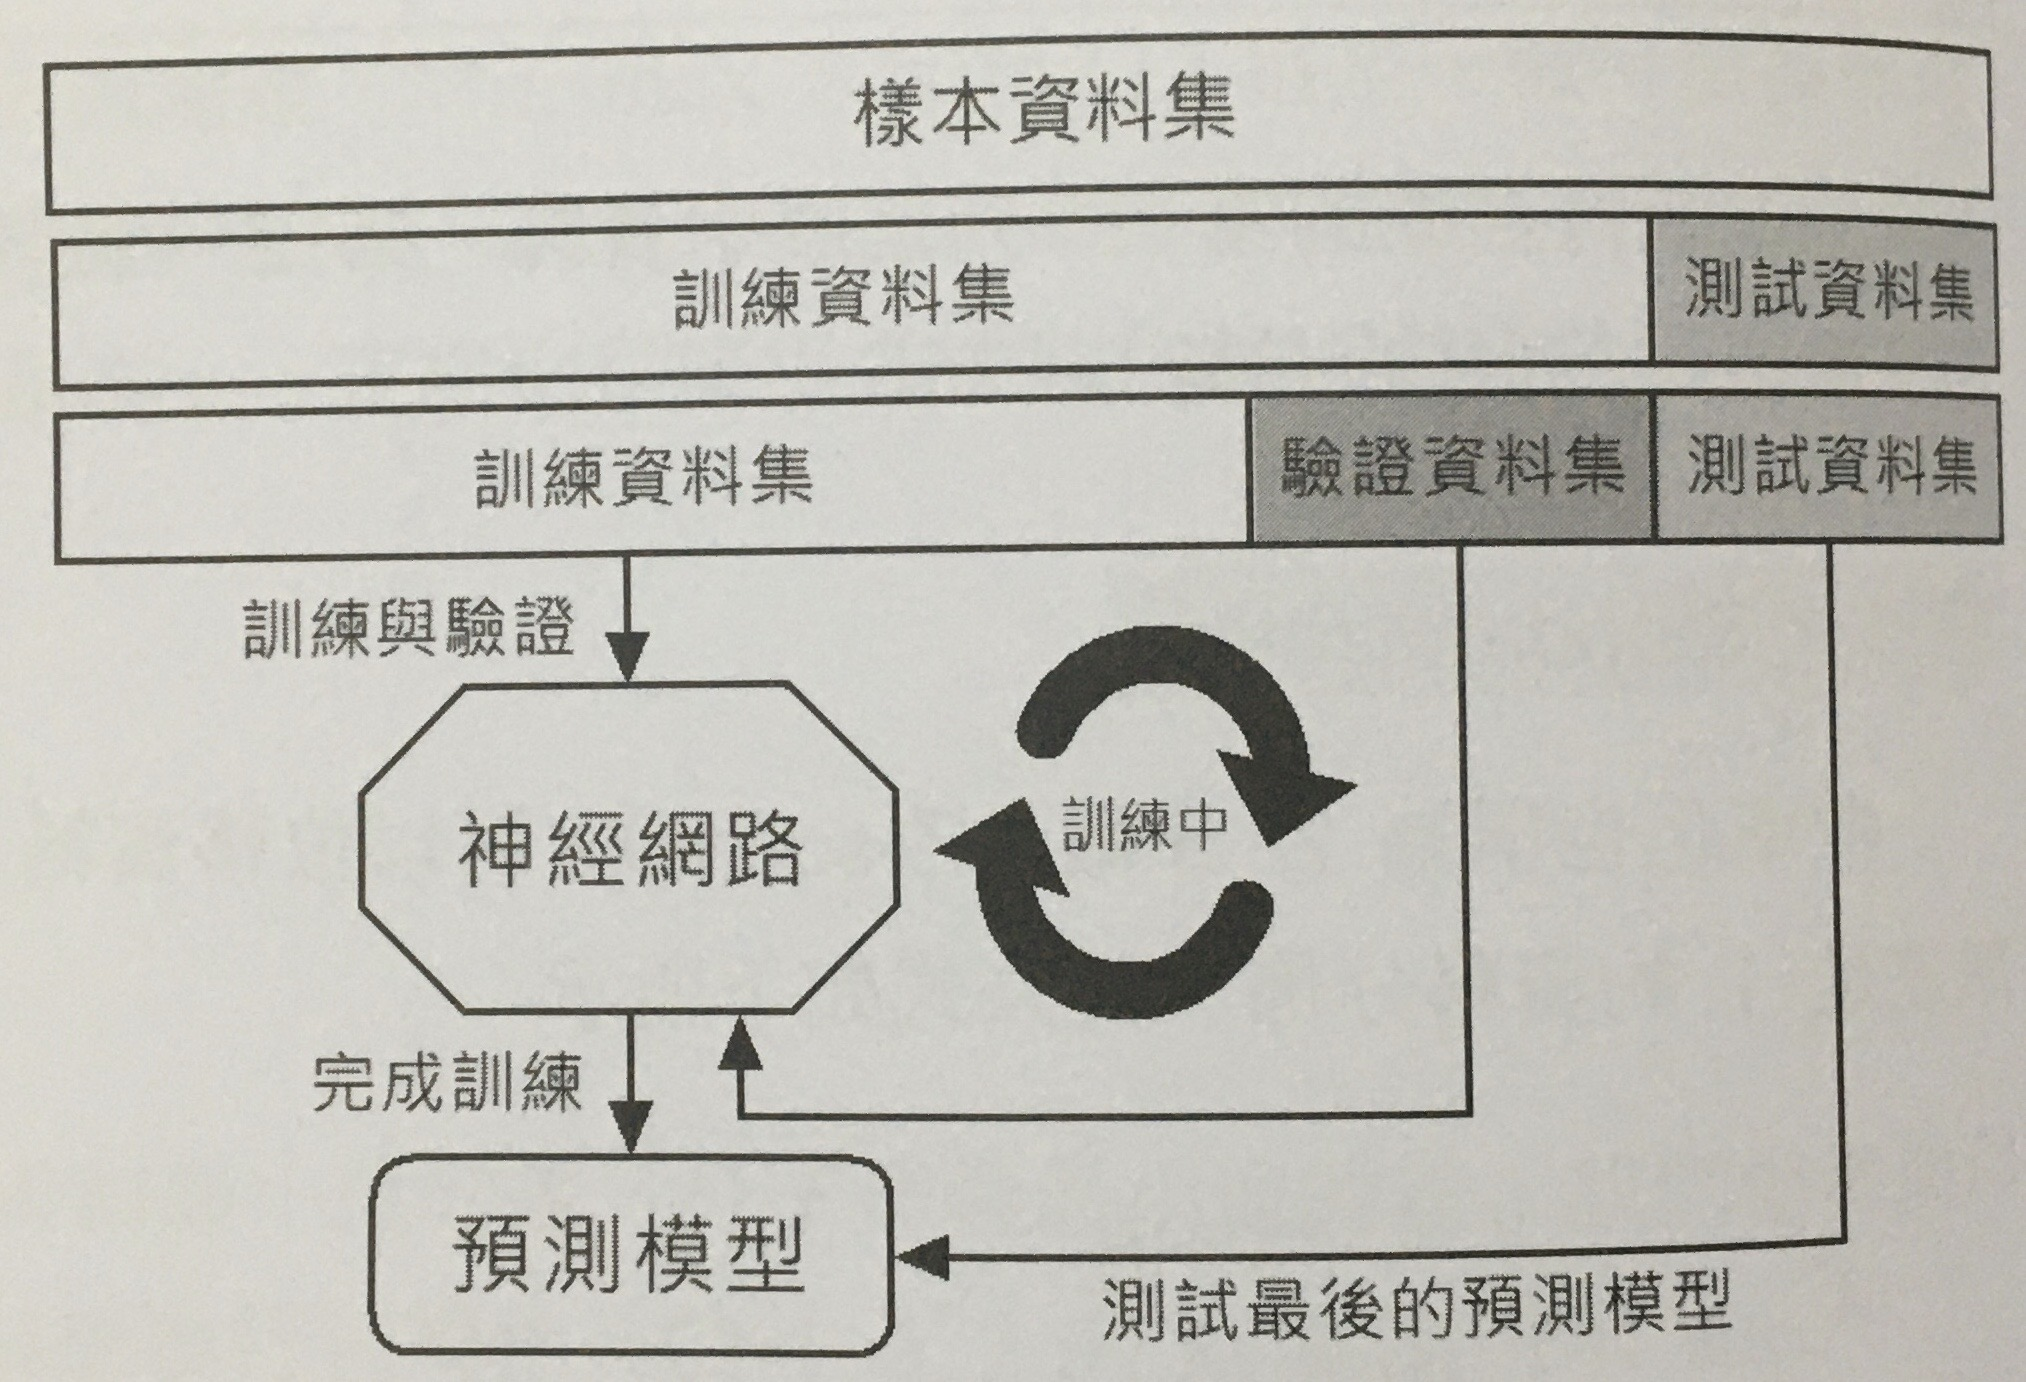 樣本資料集
訓練資料集 測試資料集
訓練資料集 驗證資料集 測試資料集
訓練與驗證
訓練中
神經網路
完成訓練
預測模型
測試最後的預測模型